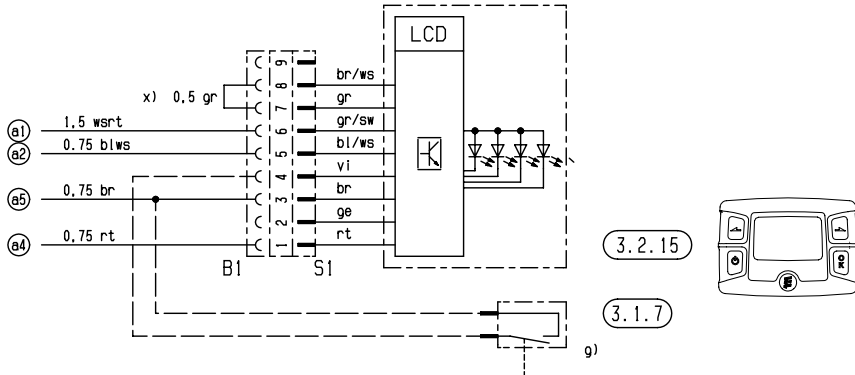 LCD
9
8 br/ws
x) 0,5 gr
7 gr
a1 1,5 wsrt 6 gr/sw
a2 0.75 blws 5 bl/ws
4 vi
a5 0,75 br 3 br
2 ge
a4 0,75 rt 1 rt
B1 S1
3.2.15
OK
3.1.7
g)